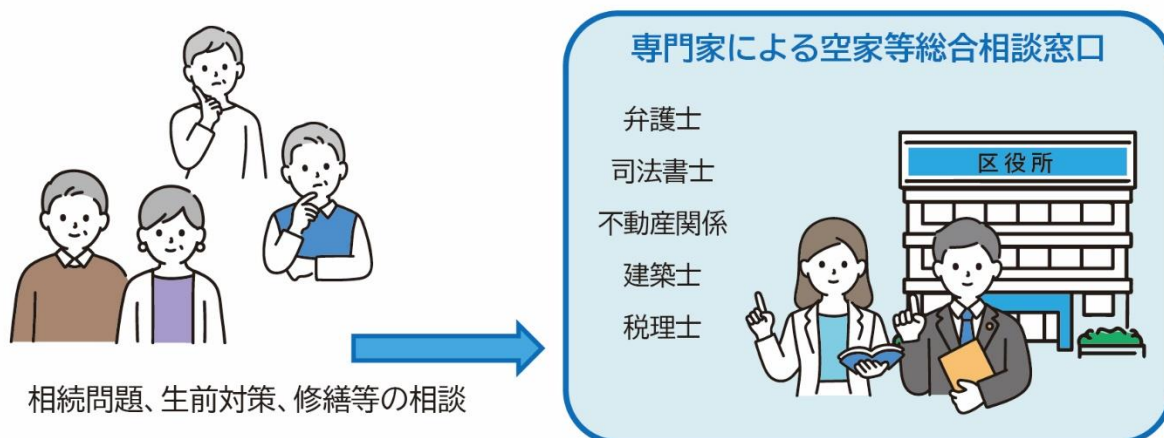 専門家による空家等総合相談窓口
弁護士
司法書士
不動産関係
建築士
税理士
区役所
相続問題、生前対策、修繕等の相談